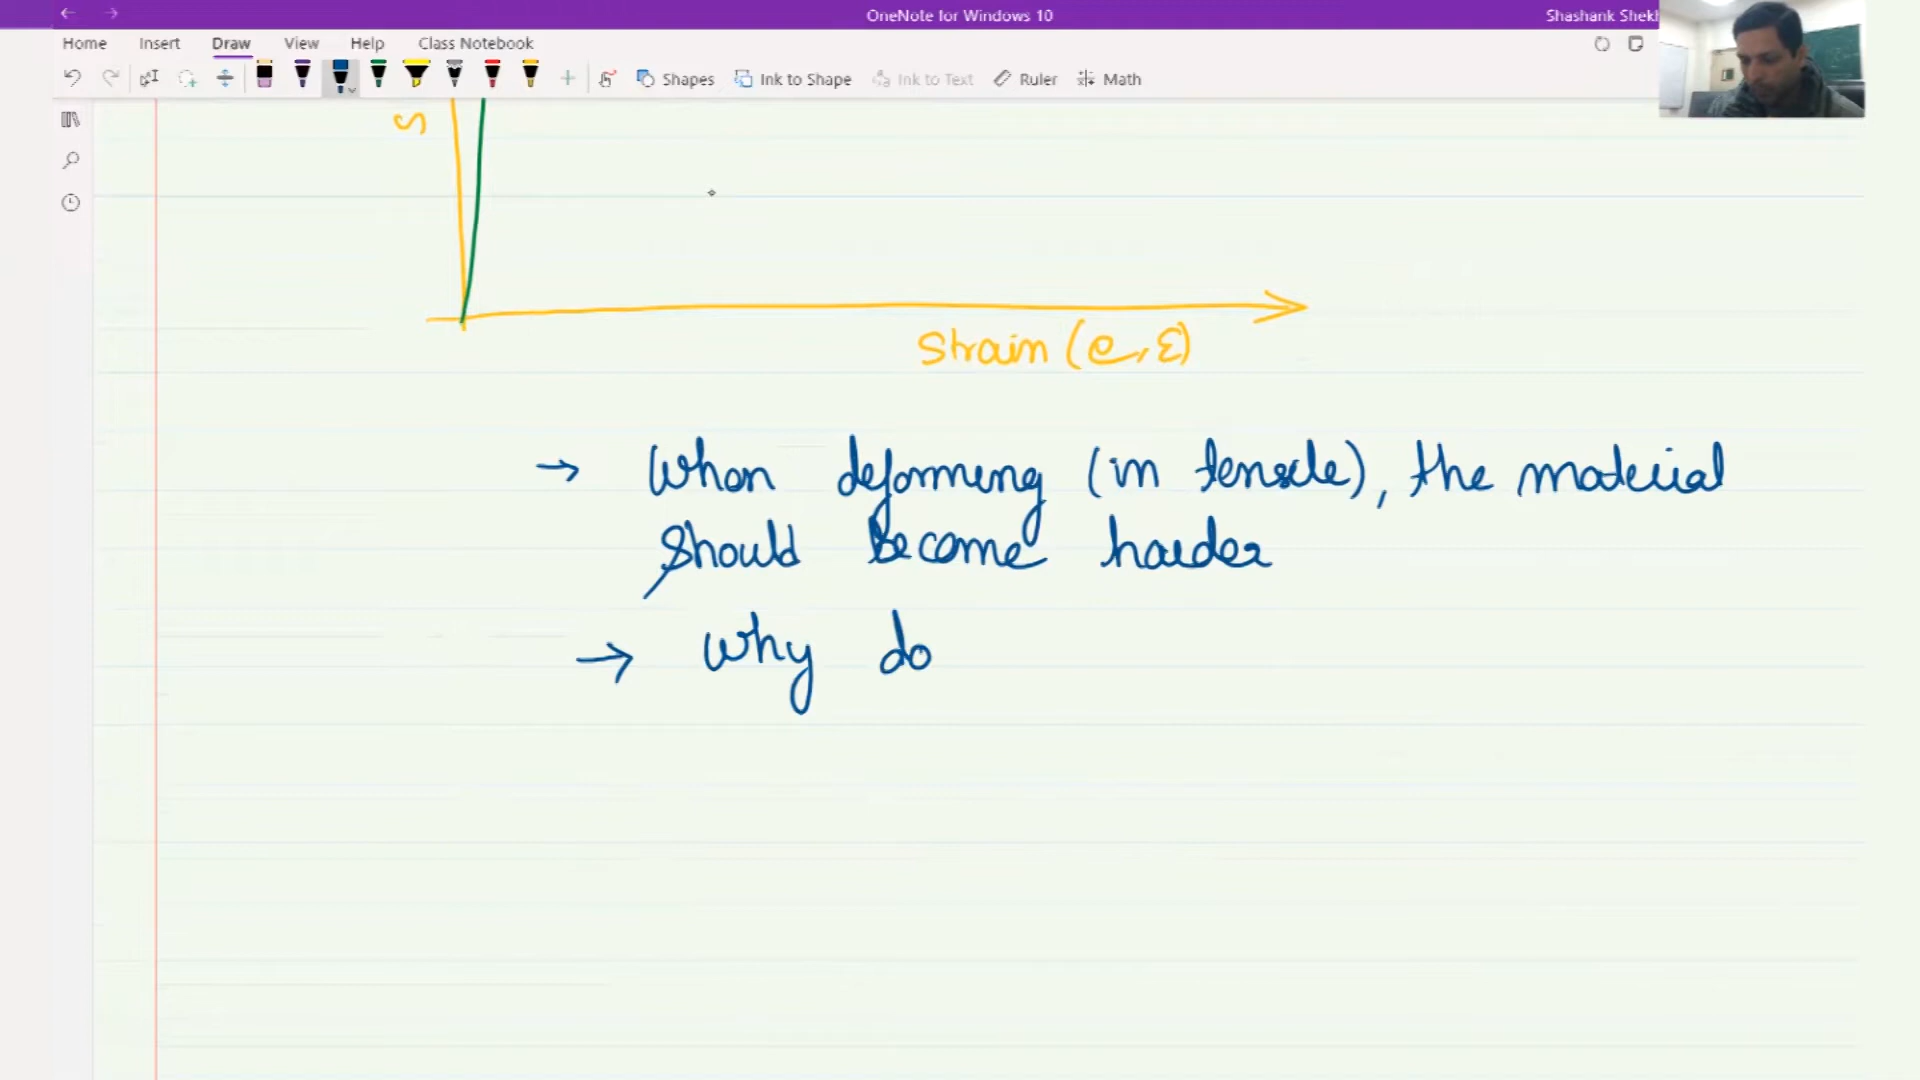 OneNote for Windows 10
Shashank Shekh
Home Insert Draw View Help Class Notebook
Shapes Ink to Shape Ink to Text Ruler Math
S
Strain (e, ε)
→ When deforming (in tensile), the material
should become harder
→ Why do